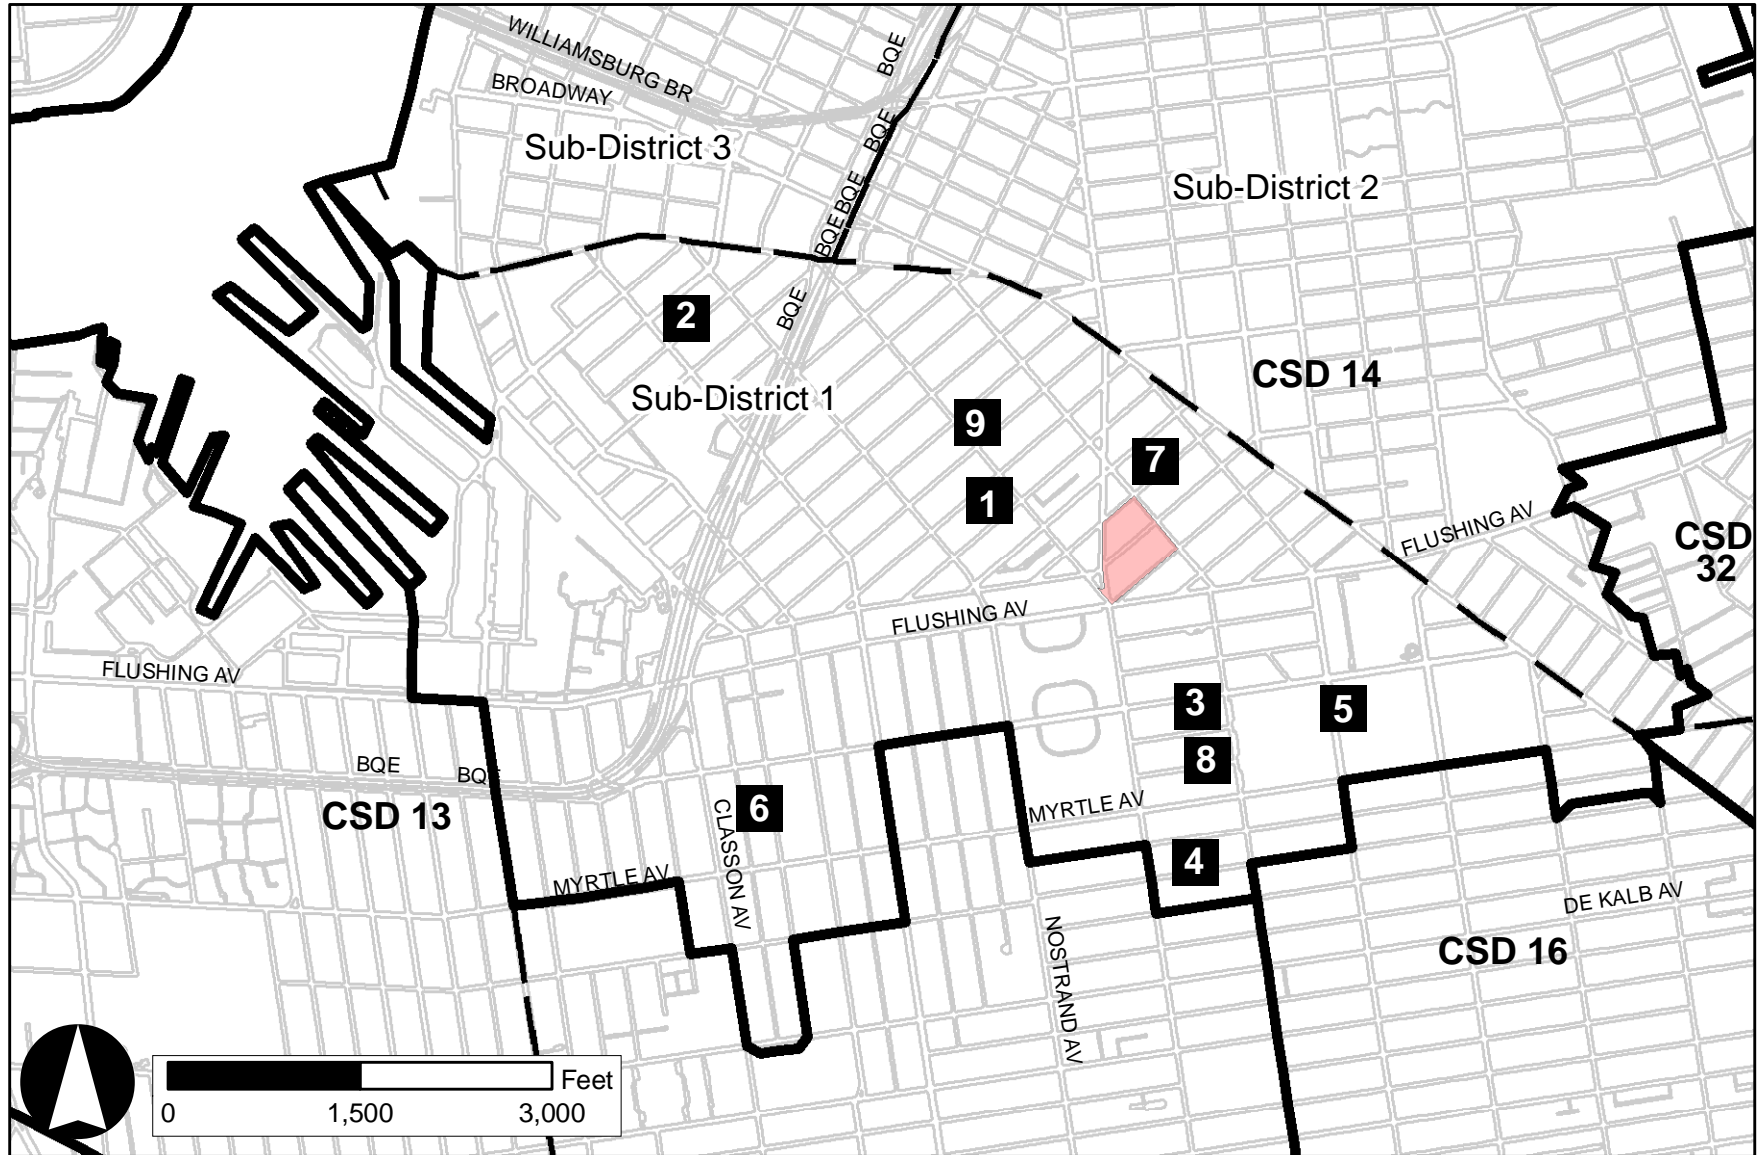 WILLIAMSBURG BR
BQE
BROADWAY
BQE
Sub-District 3
Sub-District 2
BQE
BQE
2
BQE
CSD 14
Sub-District 1
9
7
1
FLUSHING AV
CSD
32
FLUSHING AV
FLUSHING AV
3
5
8
BQE
BQE
CSD 13
6
CLASSON AV
MYRTLE AV
4
MYRTLE AV
DE KALB AV
NOSTRAND AV
CSD 16
Feet
0
1,500
3,000